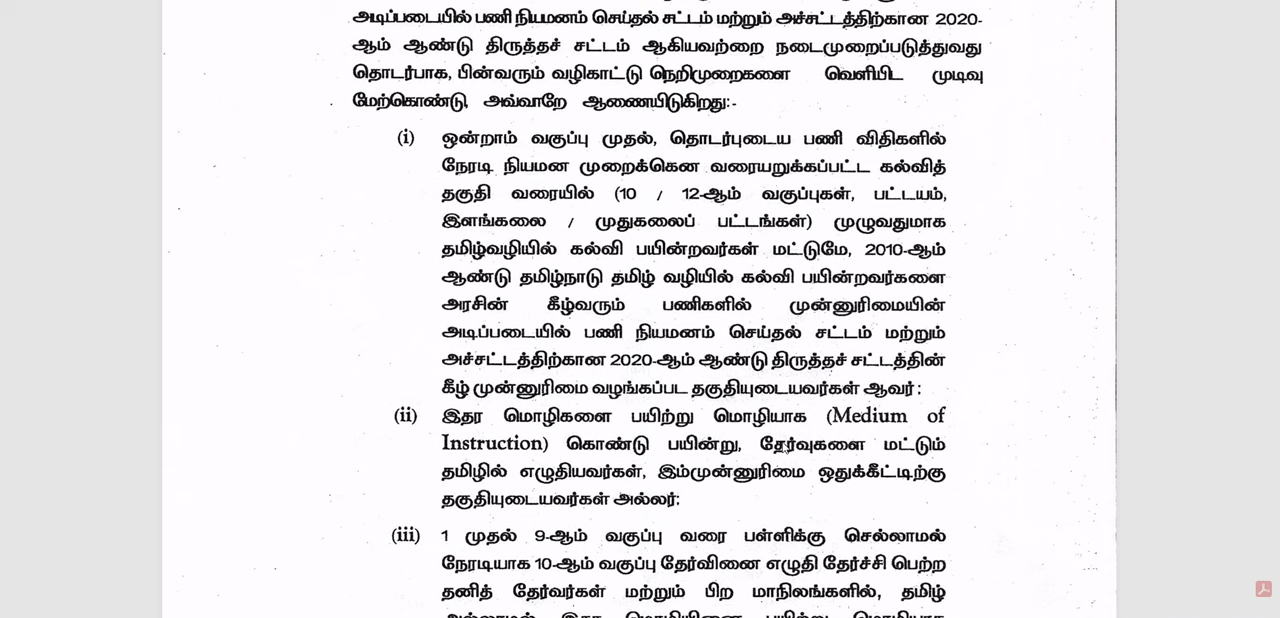 அடிப்படையில் பணி நியமனம் செய்தல் சட்டம் மற்றும் அச்சட்டத்திற்கான 2020-
ஆம் ஆண்டு திருத்தச் சட்டம் ஆகியவற்றை நடைமுறைப்படுத்துவது
தொடர்பாக, பின்வரும் வழிகாட்டு நெறிமுறைகளை வெளியிட முடிவு
மேற்கொண்டு, அவ்வாறே ஆணையிடுகிறது:-
(i) ஒன்றாம் வகுப்பு முதல், தொடர்புடைய பணி விதிகளில்
நேரடி நியமன முறைக்கென வரையறுக்கப்பட்ட கல்வித்
தகுதி வரையில் (10 / 12-ஆம் வகுப்புகள், பட்டயம்,
இளங்கலை / முதுகலைப் பட்டங்கள்) முழுவதுமாக
தமிழ்வழியில் கல்வி பயின்றவர்கள் மட்டுமே, 2010-ஆம்
ஆண்டு தமிழ்நாடு தமிழ் வழியில் கல்வி பயின்றவர்களை
அரசின் கீழ்வரும் பணிகளில் முன்னுரிமையின்
அடிப்படையில் பணி நியமனம் செய்தல் சட்டம் மற்றும்
அச்சட்டத்திற்கான 2020-ஆம் ஆண்டு திருத்தச் சட்டத்தின்
கீழ் முன்னுரிமை வழங்கப்பட தகுதியுடையவர்கள் ஆவர் ;
(ii) இதர மொழிகளை பயிற்று மொழியாக (Medium of
Instruction) கொண்டு பயின்று, தேர்வுகளை மட்டும்
தமிழில் எழுதியவர்கள், இம்முன்னுரிமை ஒதுக்கீட்டிற்கு
தகுதியுடையவர்கள் அல்லர்;
(iii) 1 முதல் 9-ஆம் வகுப்பு வரை பள்ளிக்கு செல்லாமல்
நேரடியாக 10-ஆம் வகுப்பு தேர்வினை எழுதி தேர்ச்சி பெற்ற
தனித் தேர்வர்கள் மற்றும் பிற மாநிலங்களில், தமிழ்